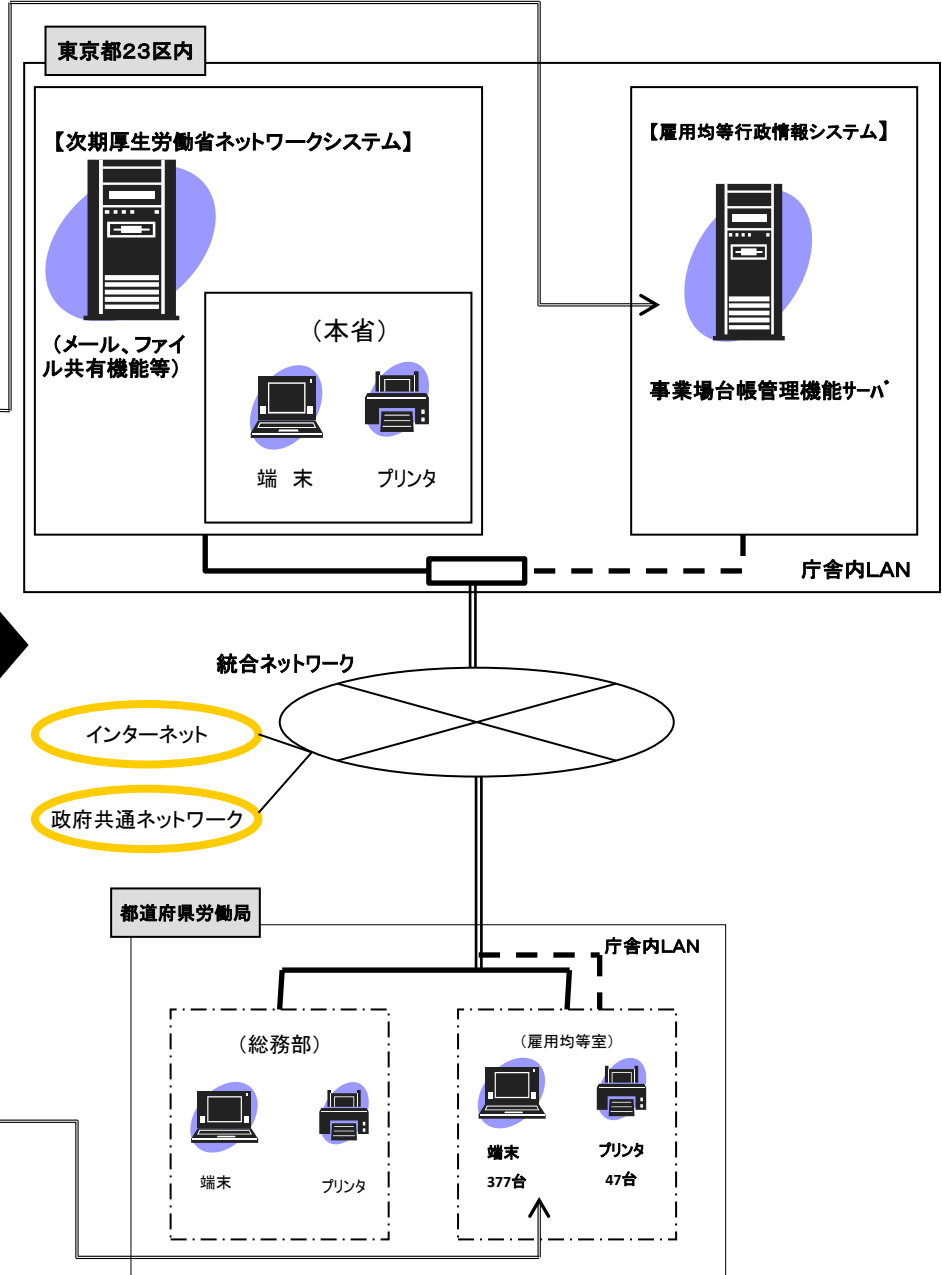 東京都23区内
【次期厚生労働省ネットワークシステム】
【雇用均等行政情報システム】
（メール、ファイ
ル共有機能等）
（本省）
端　末
プリンタ
事業場台帳管理機能サーバ
庁舎内LAN
統合ネットワーク
インターネット
政府共通ネットワーク
都道府県労働局
庁舎内LAN
（総務部）
端末
プリンタ
（雇用均等室）
端末
377台
プリンタ
47台